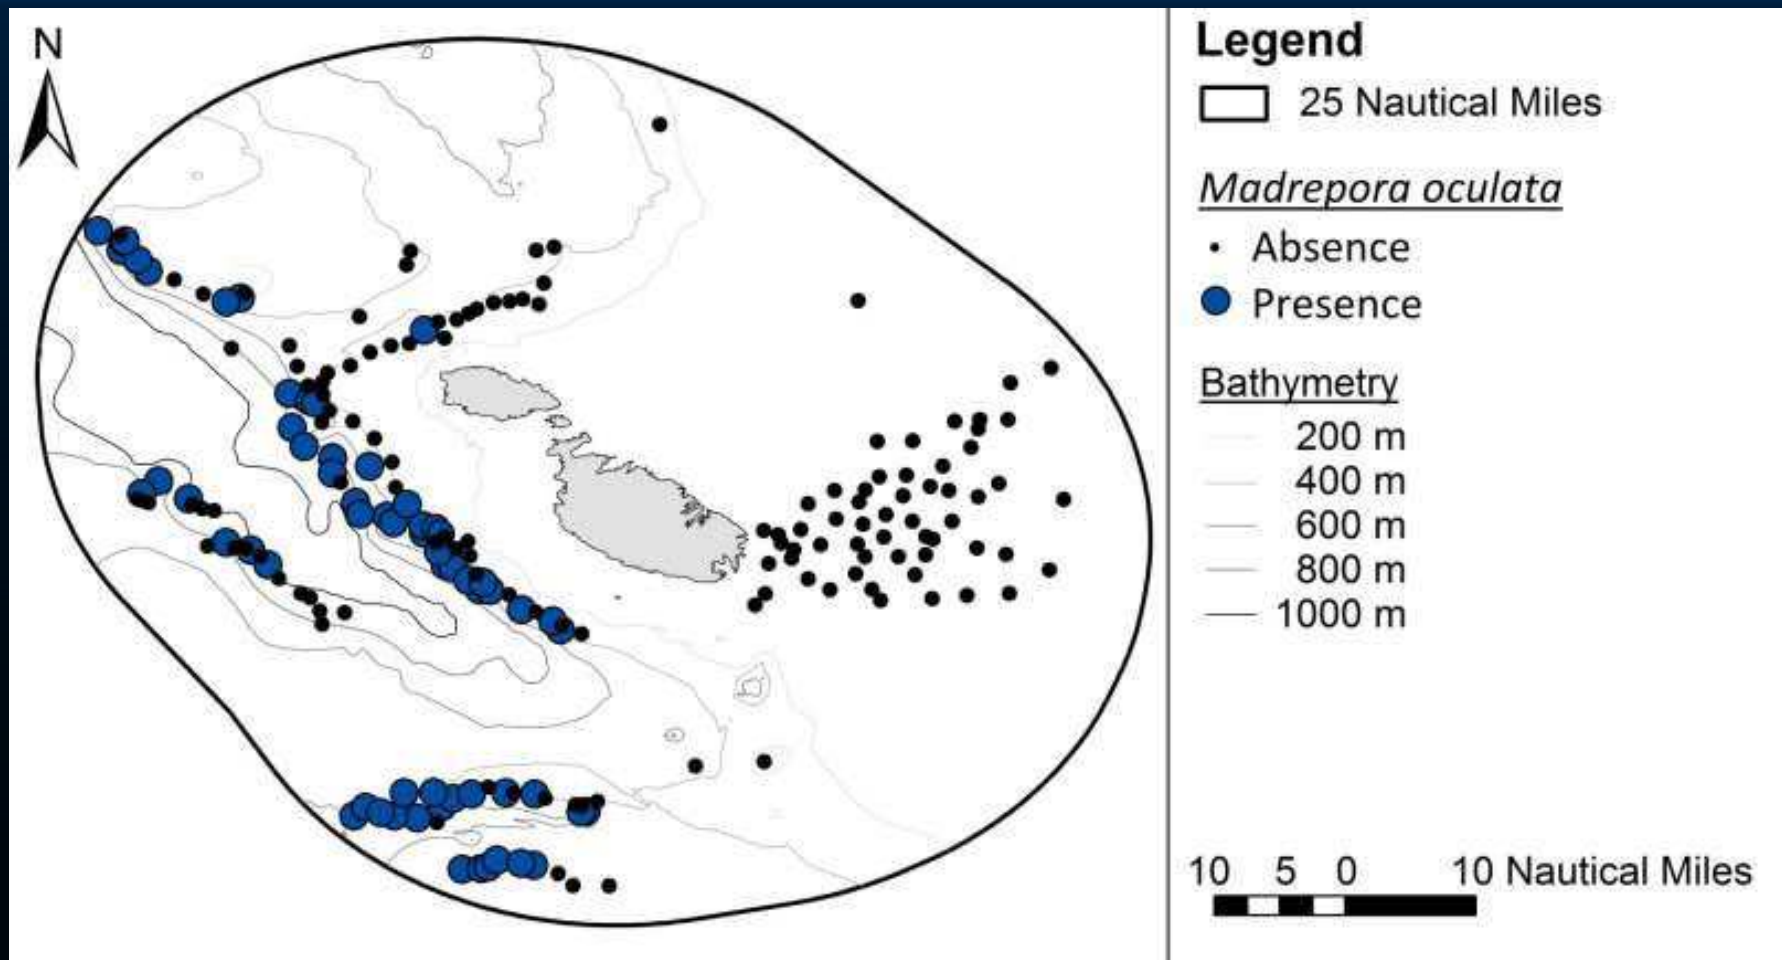 N
Legend
25 Nautical Miles
Madrepora oculata
Absence
Presence
Bathymetry
200 m
400 m
600 m
800 m
1000 m
10 5 0 10 Nautical Miles